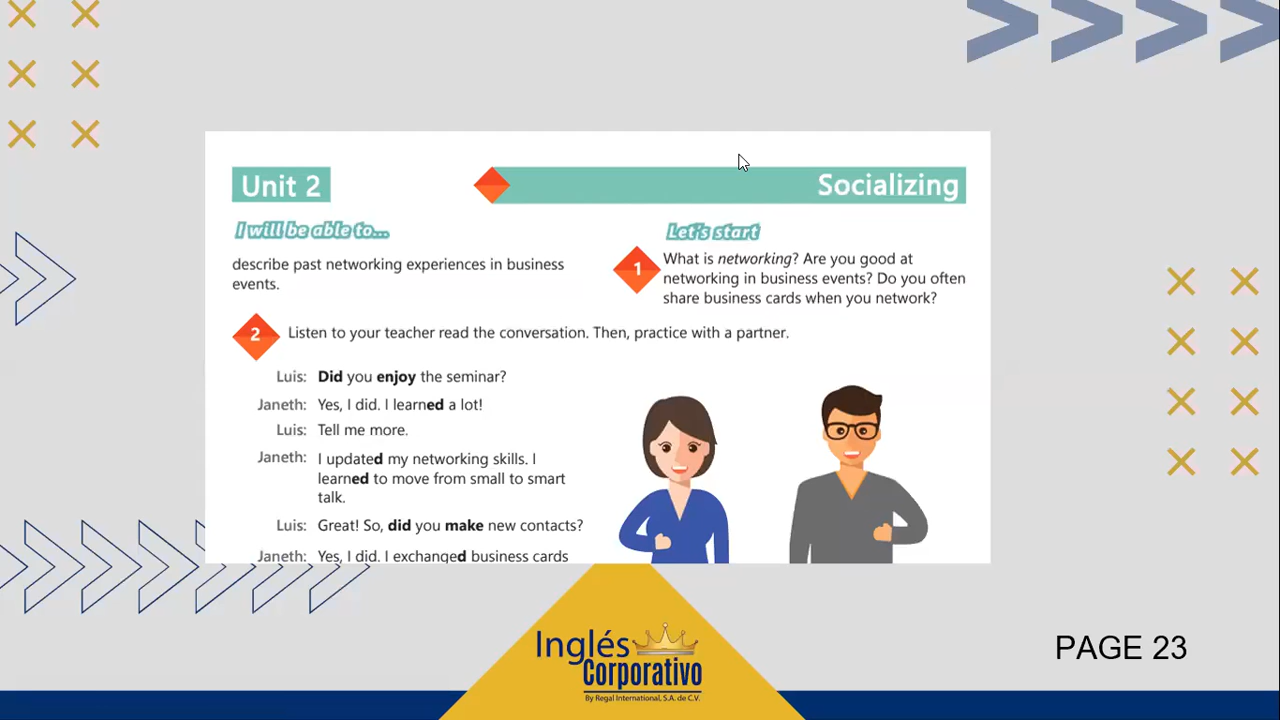 Unit 2
Socializing
I will be able to...
describe past networking experiences in business
events.
Let's start
1
What is networking? Are you good at
networking in business events? Do you often
share business cards when you network?
2
Listen to your teacher read the conversation. Then, practice with a partner.
Luis: Did you enjoy the seminar?
Janeth: Yes, I did. I learned a lot!
Luis: Tell me more.
Janeth: I updated my networking skills. I
learned to move from small to smart
talk.
Luis: Great! So, did you make new contacts?
Janeth: Yes, I did. I exchanged business cards
Inglés
Corporativo
By Regal International, S.A. de C.V.
PAGE 23